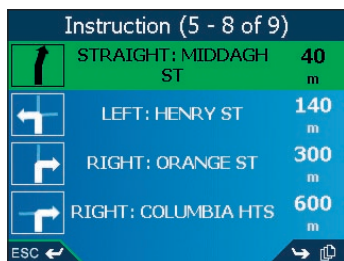 Instruction (5 - 8 of 9)
STRAIGHT: MIDDAGH
ST
40
m
LEFT: HENRY ST
140
m
RIGHT: ORANGE ST
300
m
RIGHT: COLUMBIA HTS
600
m
ESC